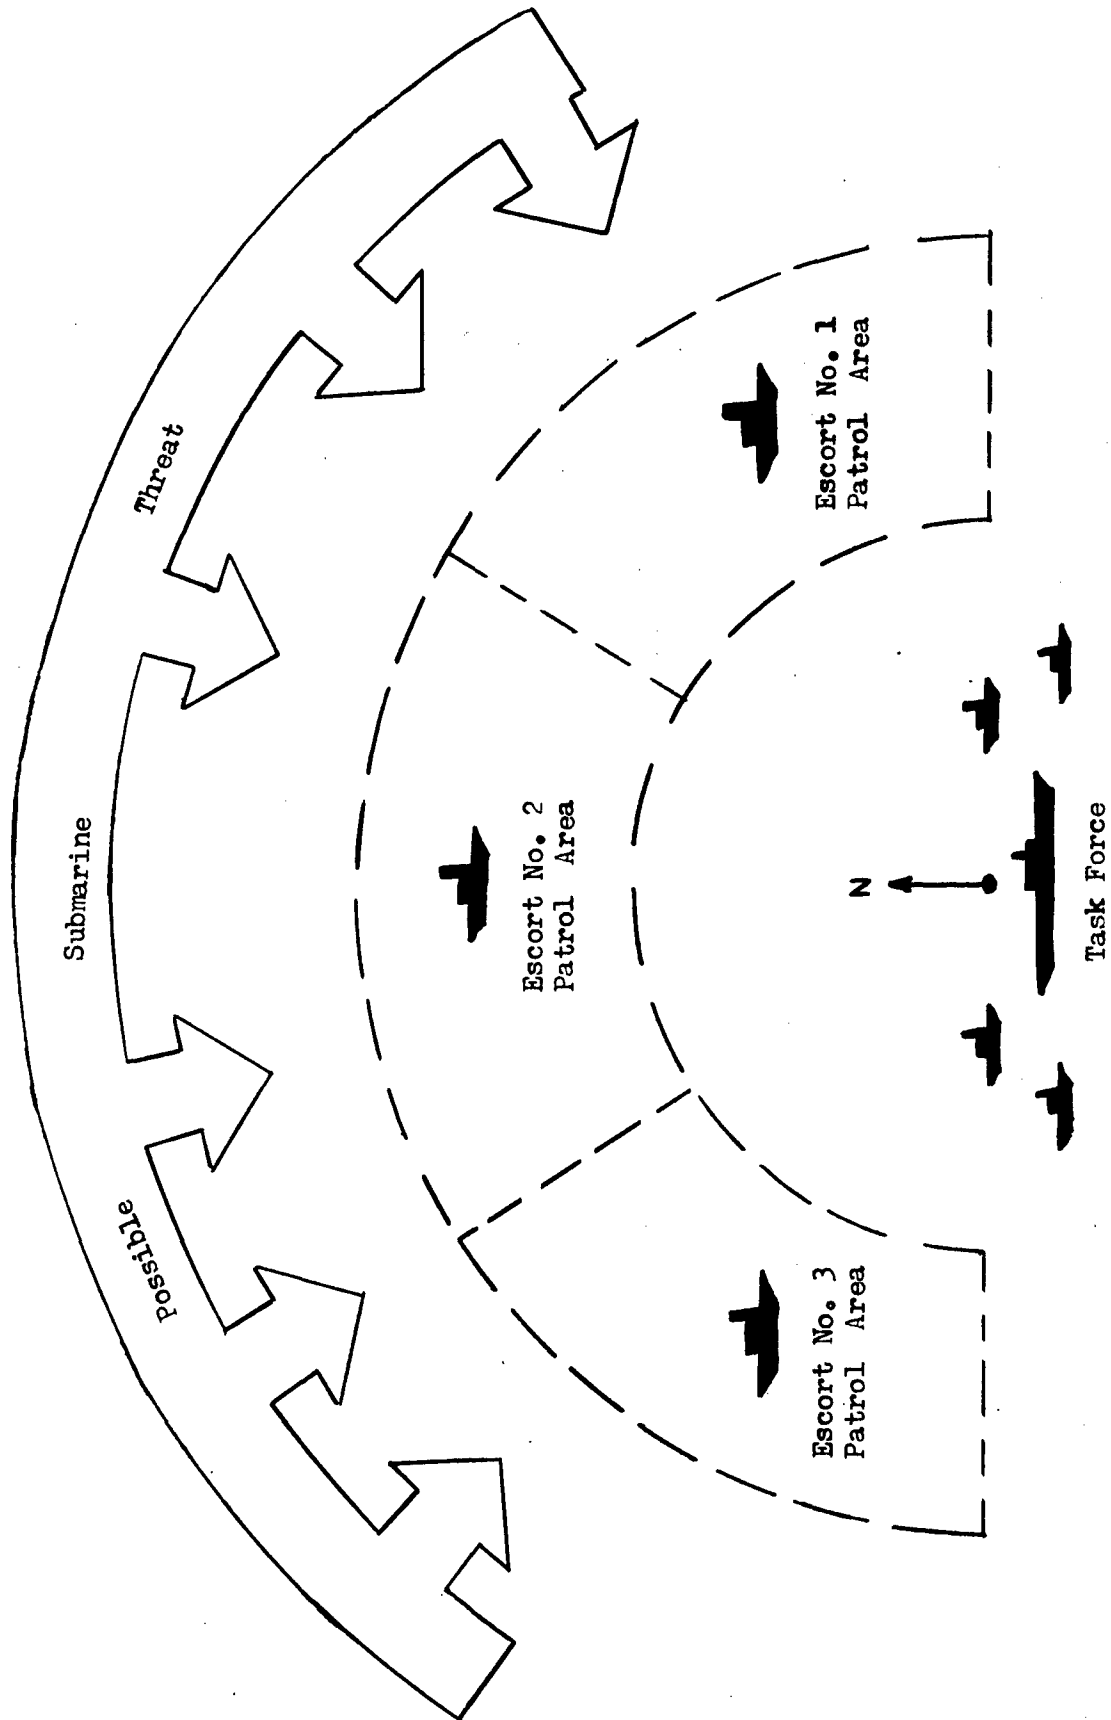 Possible
Submarine
Threat
Escort No. 2
Patrol Area
Escort No. 3
Patrol Area
Escort No. 1
Patrol Area
N
Task Force